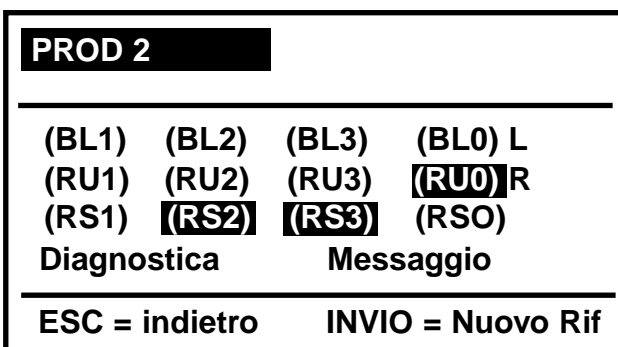 PROD 2
(BL1) (BL2) (BL3) (BL0) L
(RU1) (RU2) (RU3) (RU0) R
(RS1) (RS2) (RS3) (RSO)
Diagnostica Messaggio
ESC = indietro INVIO = Nuovo Rif